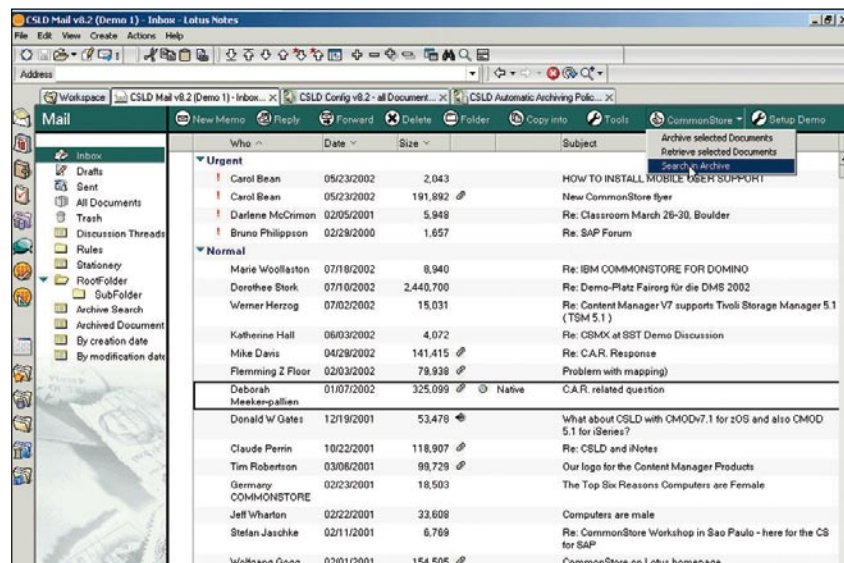 CSLD Mail v8.2 (Demo 1) - Inbox - Lotus Notes
File Edit View Create Actions Help
Address
Workspace CSLD Mail v8.2 (Demo 1) - Inbox... CSLD Config v8.2 - all Document... CSLD Automatic Archiving Polic...
Mail New Memo Reply Forward Delete Folder Copy into Tools CommonStore Setup Demo
Archive selected Documents
Retrieve selected Documents
Search in Archive
Inbox
Drafts
Sent
All Documents
Trash
Discussion Threads
Rules
Stationery
RootFolder
SubFolder
Archive Search
Archived Document
By creation date
By modification date
Who Date Size Subject
Urgent
! Carol Bean 05/23/2002 2,043 HOW TO INSTALL MOBILE USER SUPPORT
! Carol Bean 05/23/2002 191,892 New CommonStore flyer
! Darlene McCrimon 02/05/2001 5,948 Re: Classroom March 26-30, Boulder
! Bruno Philippson 02/29/2000 1,657 Re: SAP Forum
Normal
Marie Woollaston 07/18/2002 8,940 Re: IBM COMMONSTORE FOR DOMINO
Dorothee Stork 07/10/2002 2,440,700 Re: Demo-Platz Fairorg für die DMS 2002
Werner Herzog 07/02/2002 15,031 Re: Content Manager V7 supports Tivoli Storage Manager 5.1
(TSM 5.1)
Katherine Hall 06/03/2002 4,072 Re: CSMX at SST Demo Discussion
Mike Davis 04/29/2002 141,415 Re: C.A.R. Response
Flemming Z Floor 02/03/2002 79,938 Problem with mapping)
Deborah 01/07/2002 325,099 Native C.A.R. related question
Meeker-pallien
Donald W Gates 12/19/2001 53,478 What about CSLD with CMODv7.1 for zOS and also CMOD
5.1 for iSeries?
Claude Perrin 10/22/2001 118,907 Re: CSLD and iNotes
Tim Robertson 03/06/2001 99,729 Our logo for the Content Manager Products
Germany 02/23/2001 18,503 The Top Six Reasons Computers are Female
COMMONSTORE
Jeff Wharton 02/22/2001 33,608 Computers are male
Stefan Jaschke 02/11/2001 6,769 Re: CommonStore Workshop in Sao Paulo - here for the CS
for SAP
Wolfgang 02/01/2001 154,505 CommonStore on Lotus homepage